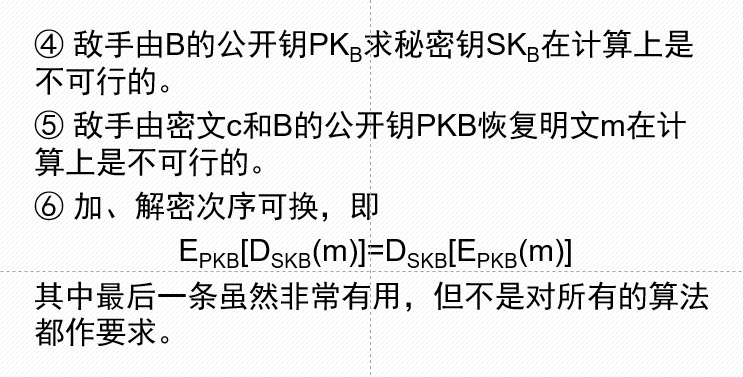 ④ 敌手由B的公开钥PKB求秘密钥SKB在计算上是
不可行的。
⑤ 敌手由密文c和B的公开钥PKB恢复明文m在计
算上是不可行的。
⑥ 加、解密次序可换，即
EPKB[DSKB(m)]=DSKB[EPKB(m)]
其中最后一条虽然非常有用，但不是对所有的算法
都作要求。